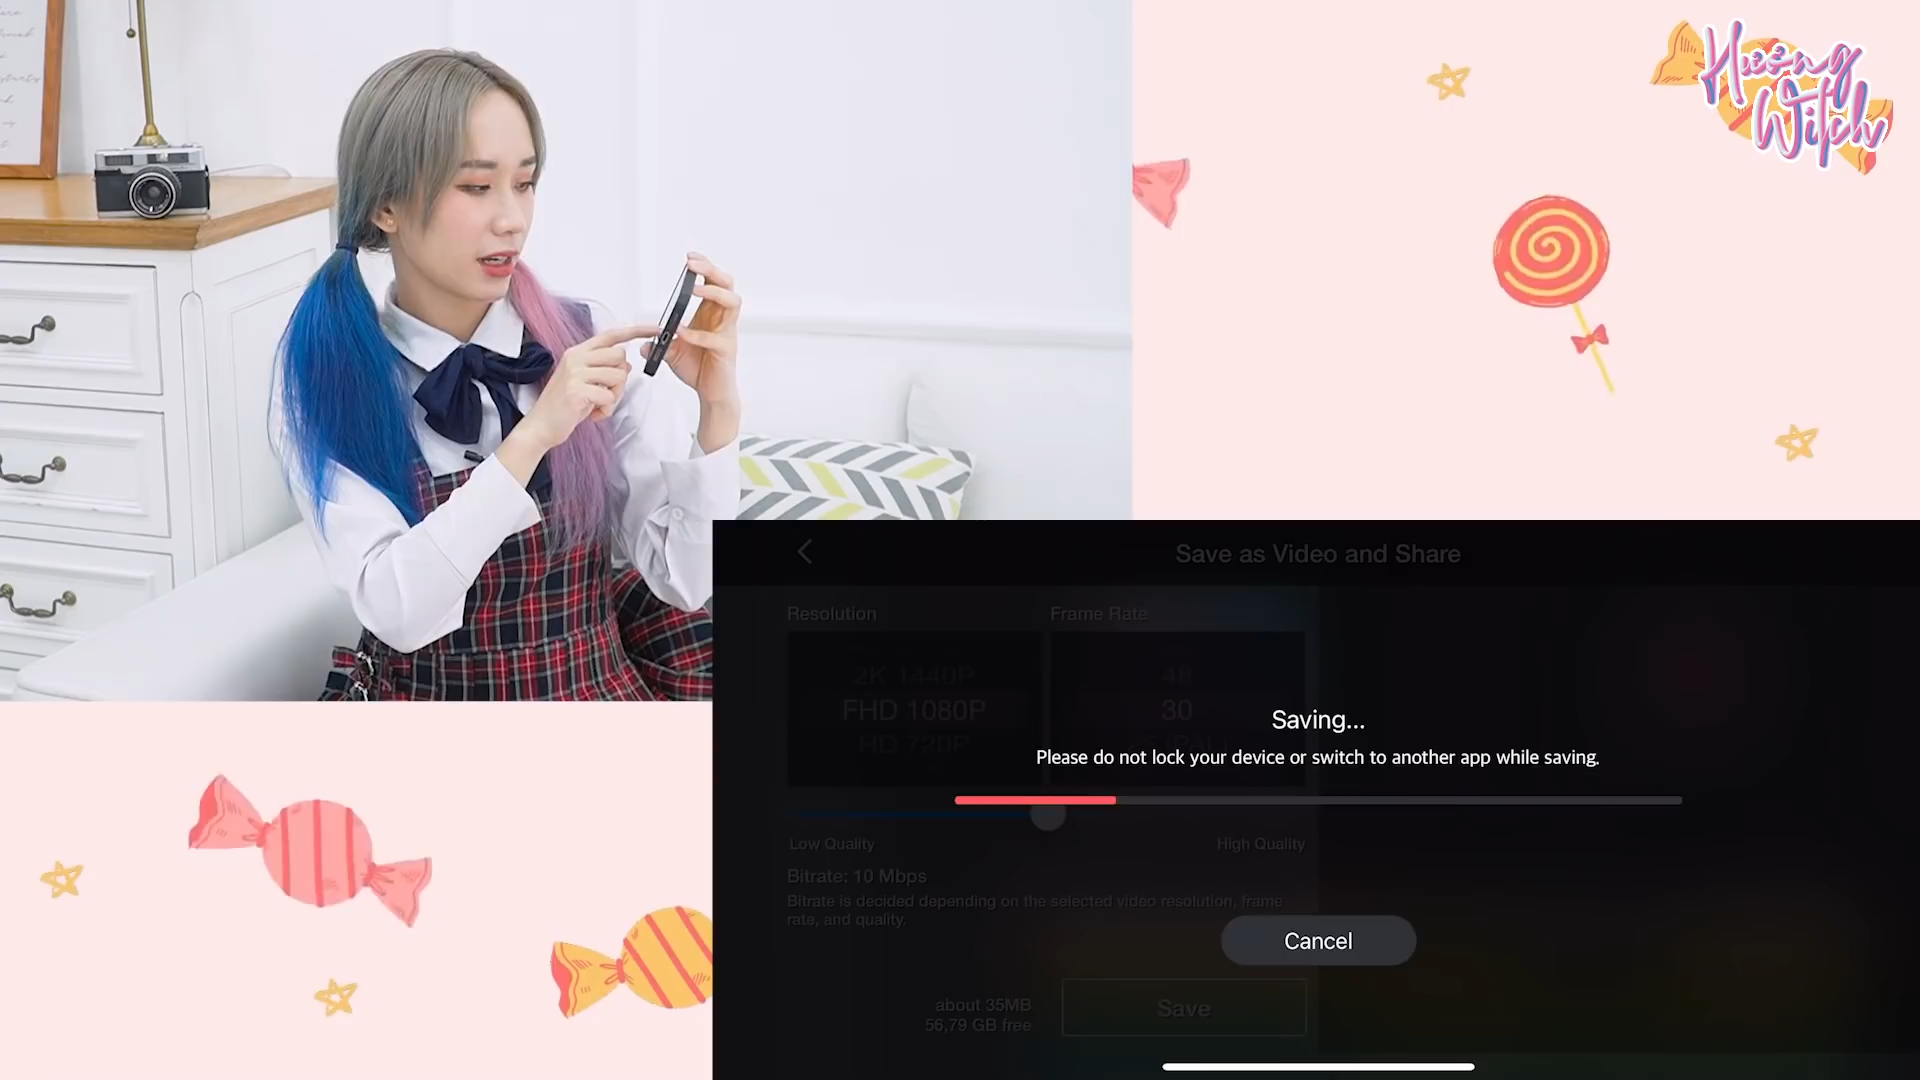 Hương
Witch
Save as Video and Share
Resolution
Frame Rate
2K 1440P
48
FHD 1080P
30
HD 720P
Saving...
Please do not lock your device or switch to another app while saving.
Low Quality
High Quality
Bitrate: 10 Mbps
Bitrate is decided depending on the selected video resolution, frame
rate, and quality.
Cancel
about 35MB
56,79 GB free
Save